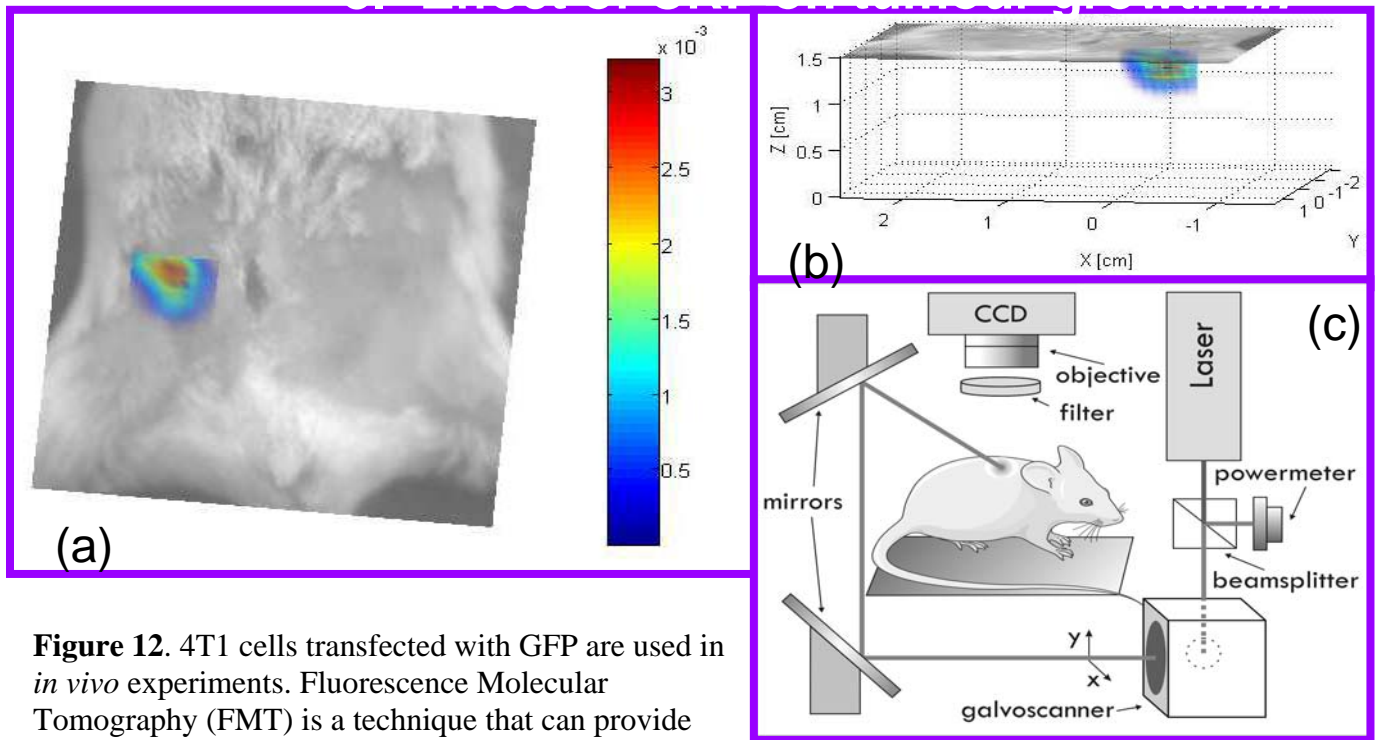 x 10^-3
3
2.5
2
1.5
1
0.5
(a)
1.5
1
0.5
0
Z [cm]
2
1
0
-1
X [cm]
1 0 -1 -2
Y
(b)
(c)
CCD
Laser
objective
filter
mirrors
powermeter
beamsplitter
y
x
galvoscanner
Figure 12. 4T1 cells transfected with GFP are used in
in vivo experiments. Fluorescence Molecular
Tomography (FMT) is a technique that can provide